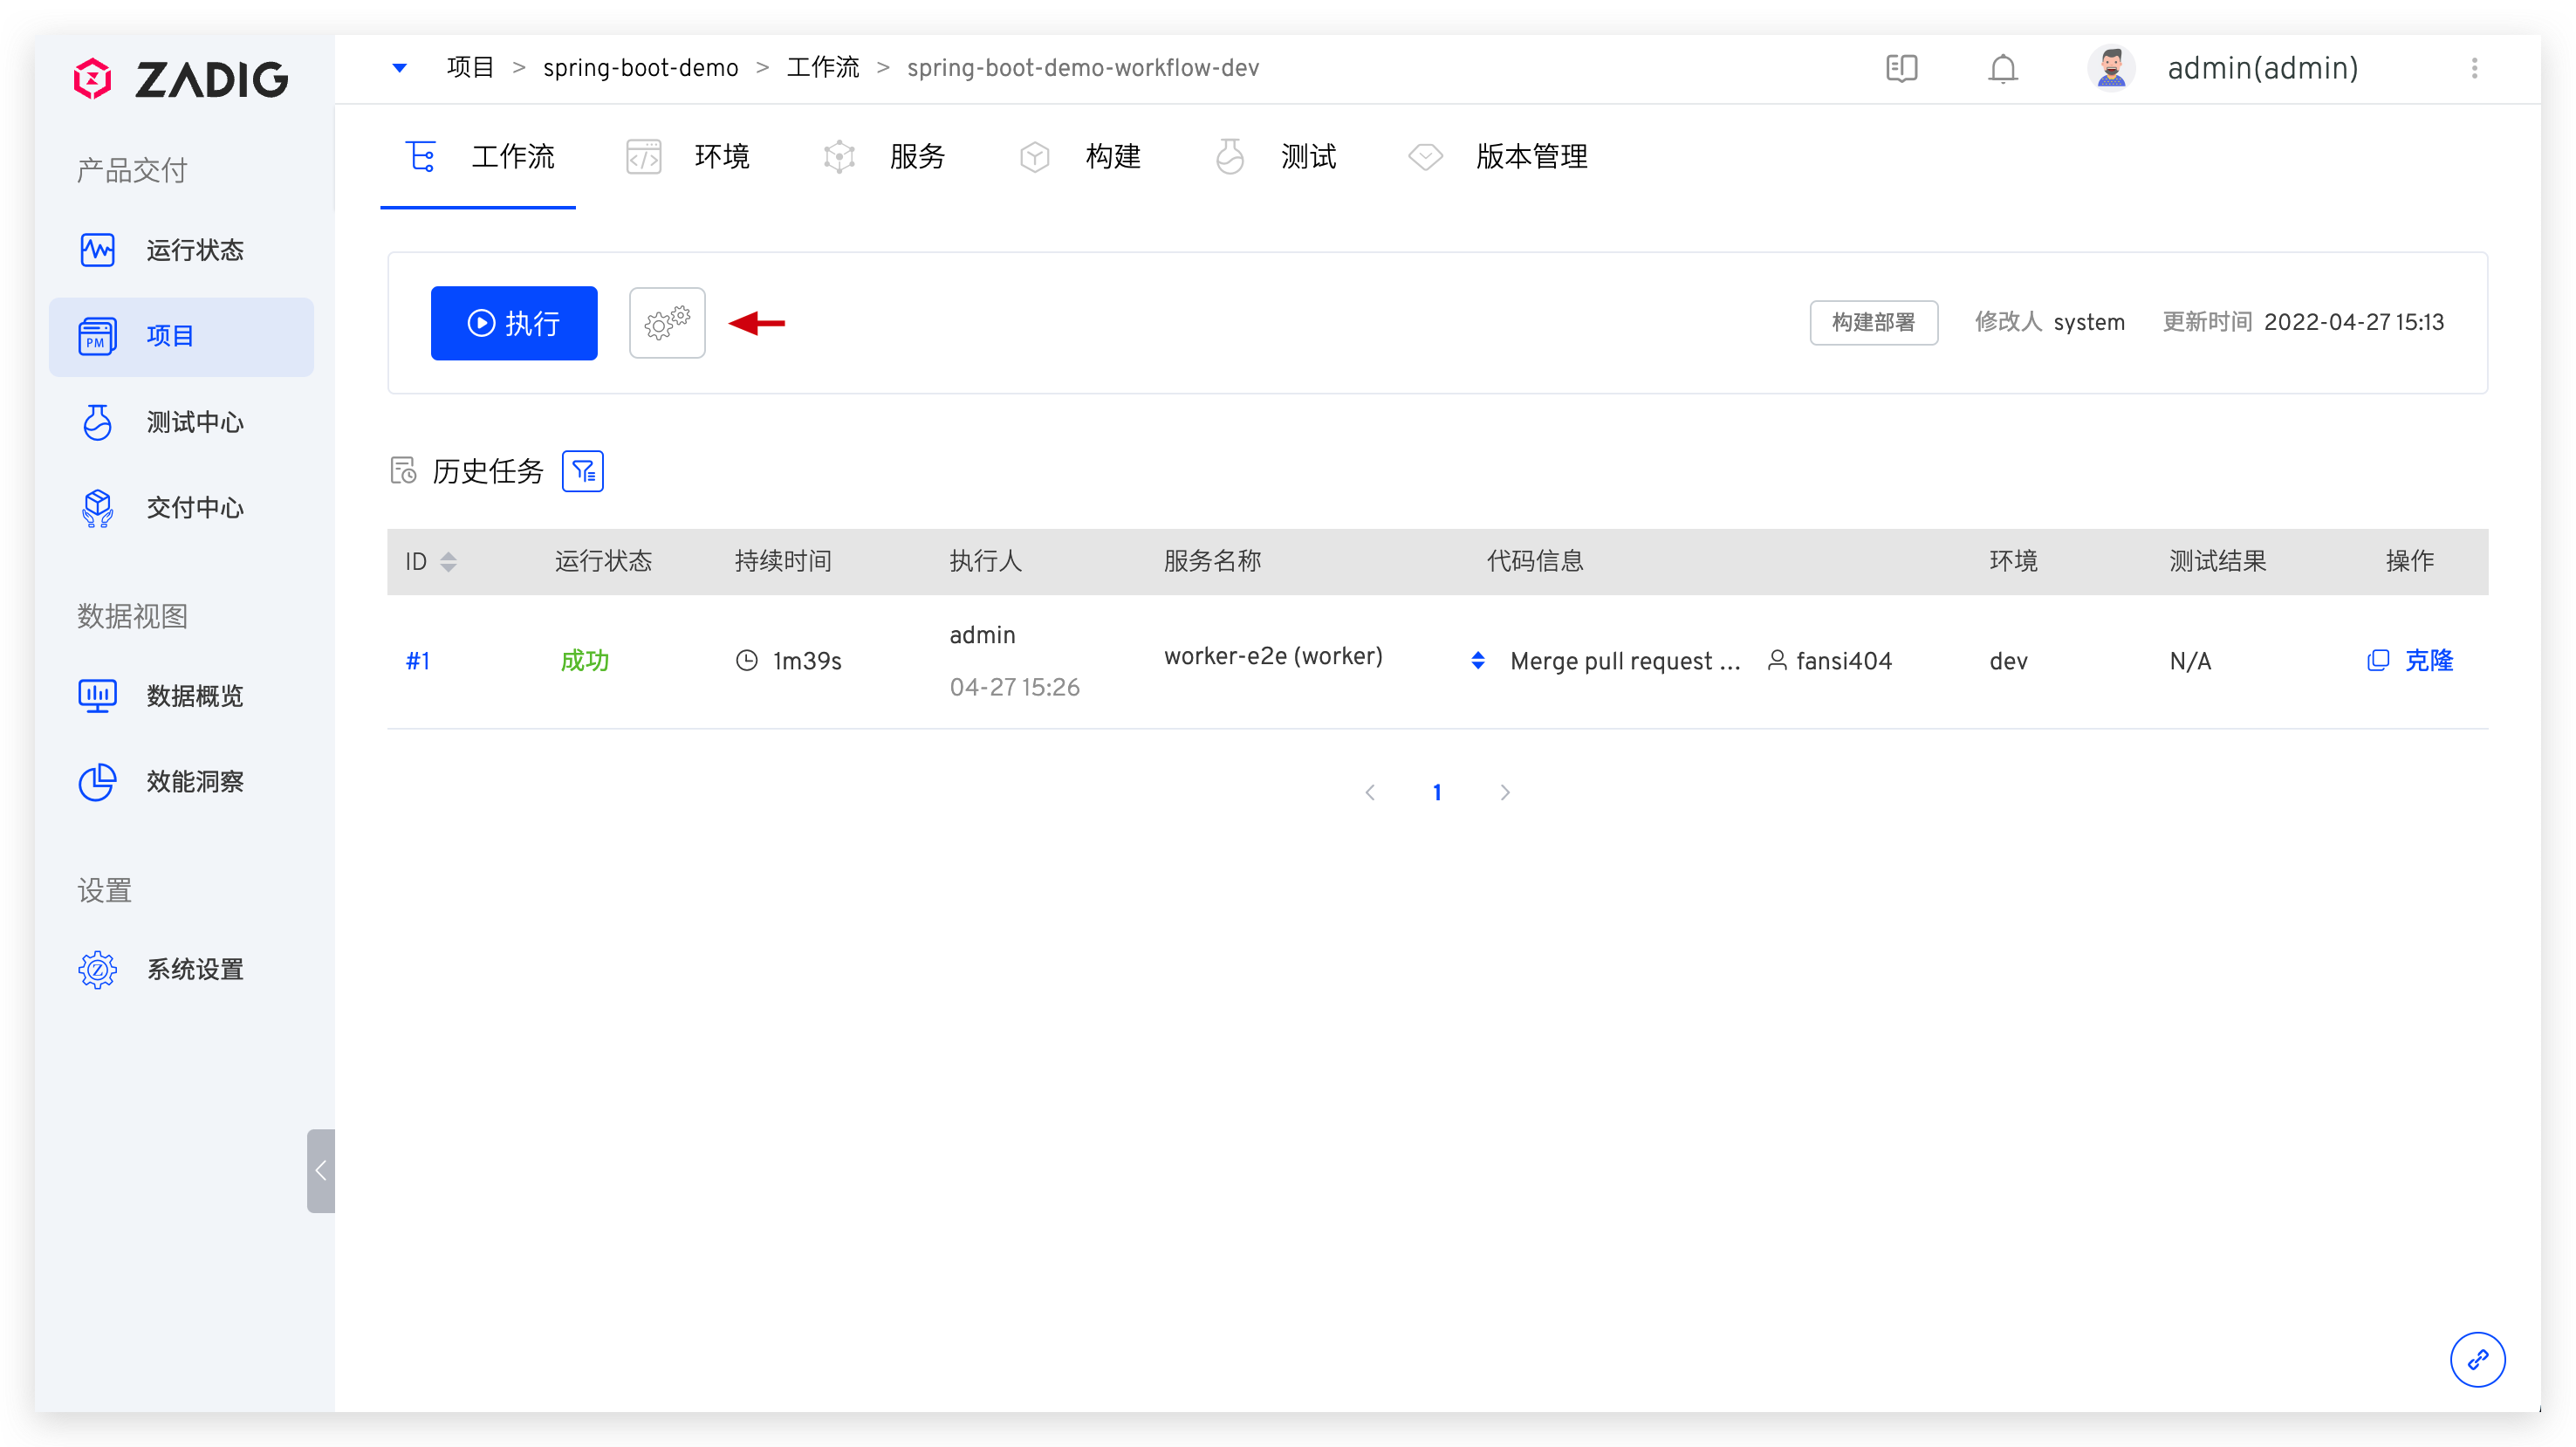 ZADIG
项目 > spring-boot-demo > 工作流 > spring-boot-demo-workflow-dev
admin(admin)
产品交付
运行状态
PM
项目
测试中心
交付中心
数据视图
数据概览
效能洞察
设置
系统设置
工作流 环境 服务 构建 测试 版本管理
执行
构建部署 修改人 system 更新时间 2022-04-27 15:13
历史任务
ID 运行状态 持续时间 执行人 服务名称 代码信息 环境 测试结果 操作
#1 成功 1m39s admin worker-e2e (worker) Merge pull request ... fansi404 dev N/A 克隆
04-27 15:26
< 1 >